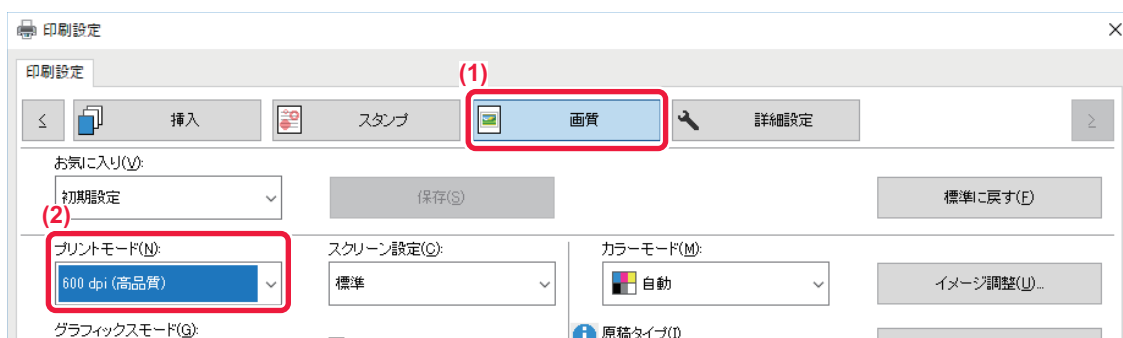 印刷設定
印刷設定
(1)
挿入 スタンプ 画質 詳細設定
お気に入り(V):
初期設定 保存(S) 標準に戻す(F)
(2)
プリントモード(N): スクリーン設定(C): カラーモード(M):
600 dpi (高品質) 標準 自動 イメージ調整(U)...
グラフィックスモード(G): 原稿タイプ(I)